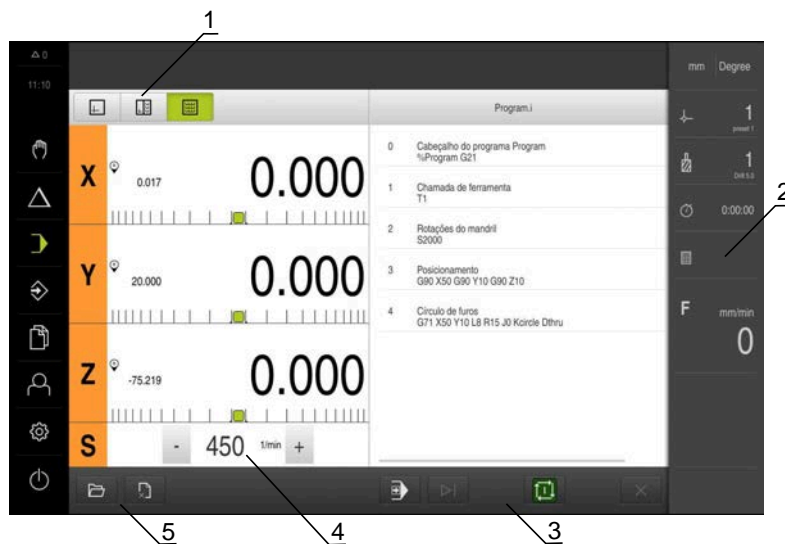 1
0
11:10
mm Degree
Program.i
1
preset 1
X 0.017 0.000
0 Cabeçalho do programa Program
%Program G21
1
Drill 5.0
1 Chamada de ferramenta
T1
2
0:00:00
2 Rotações do mandril
S2000
Y 20.000 0.000
3 Posicionamento
G90 X50 G90 Y10 G90 Z10
F mm/min
0
4 Círculo de furos
G71 X50 Y10 L8 R15 J0 Kcircle Dthru
Z -75.219 0.000
S - 450 1/min +
5
4
3